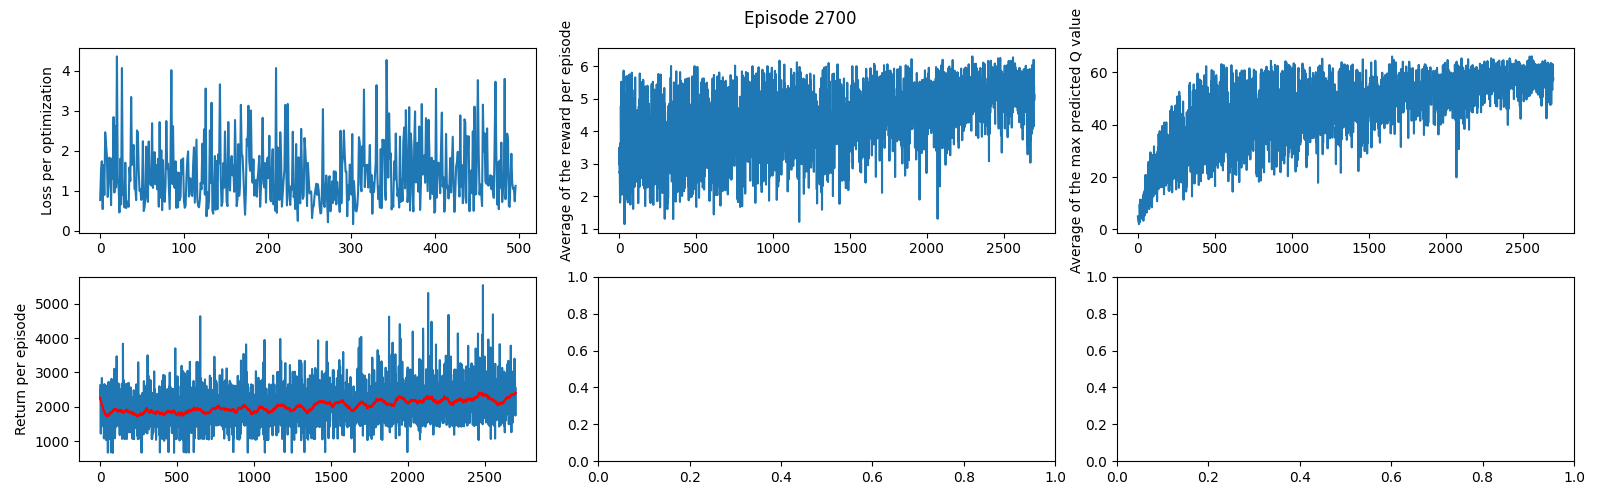 Episode 2700
Loss per optimization
4
3
2
1
0
0 100 200 300 400 500
Average of the reward per episode
6
5
4
3
2
1
0 500 1000 1500 2000 2500
Average of the max predicted Q value
60
40
20
0
0 500 1000 1500 2000 2500
Return per episode
5000
4000
3000
2000
1000
0 500 1000 1500 2000 2500
1.0
0.8
0.6
0.4
0.2
0.0
0.0 0.2 0.4 0.6 0.8 1.0
1.0
0.8
0.6
0.4
0.2
0.0
0.0 0.2 0.4 0.6 0.8 1.0